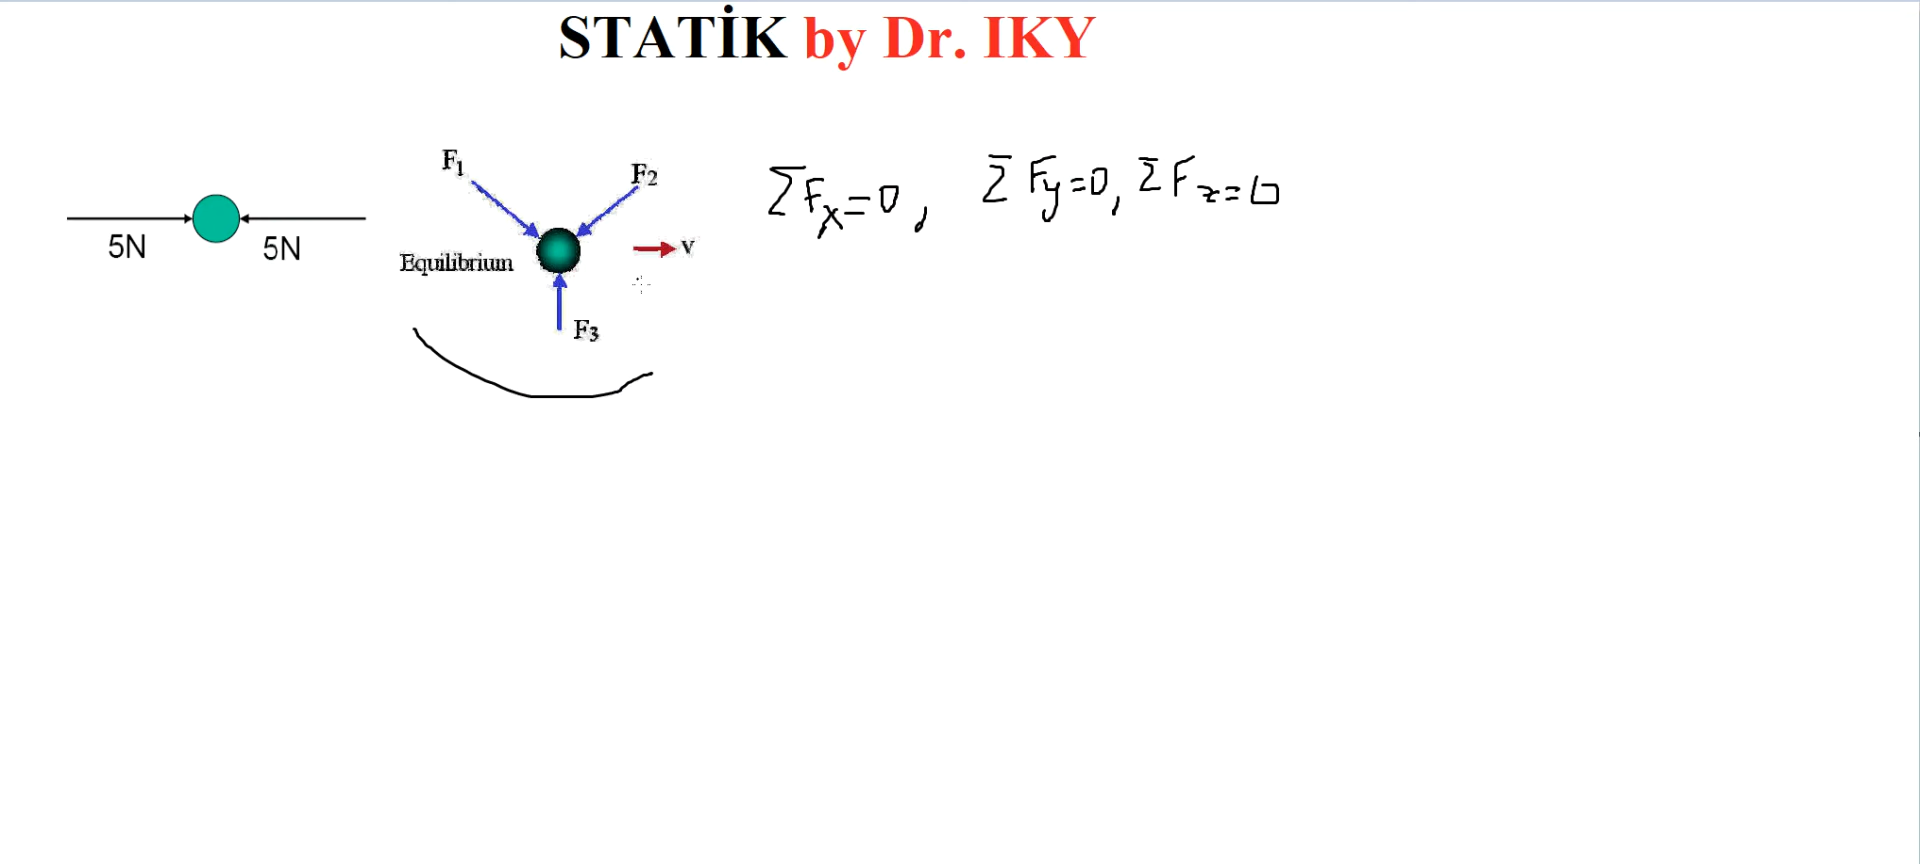 STATİK by Dr. IKY
F1
F2
ΣFx=0, ΣFy=0, ΣFz=0
5N
5N
Equilibrium
v
F3